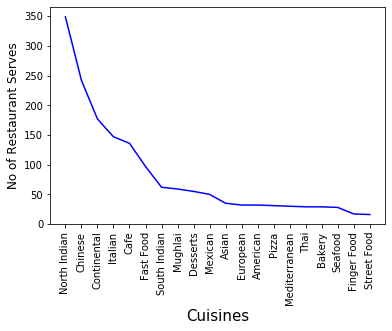 No of Restaurant Serves
350
300
250
200
150
100
50
0
North Indian
Chinese
Continental
Italian
Cafe
Fast Food
South Indian
Mughlai
Desserts
Mexican
Asian
European
American
Pizza
Mediterranean
Thai
Bakery
Seafood
Finger Food
Street Food
Cuisines